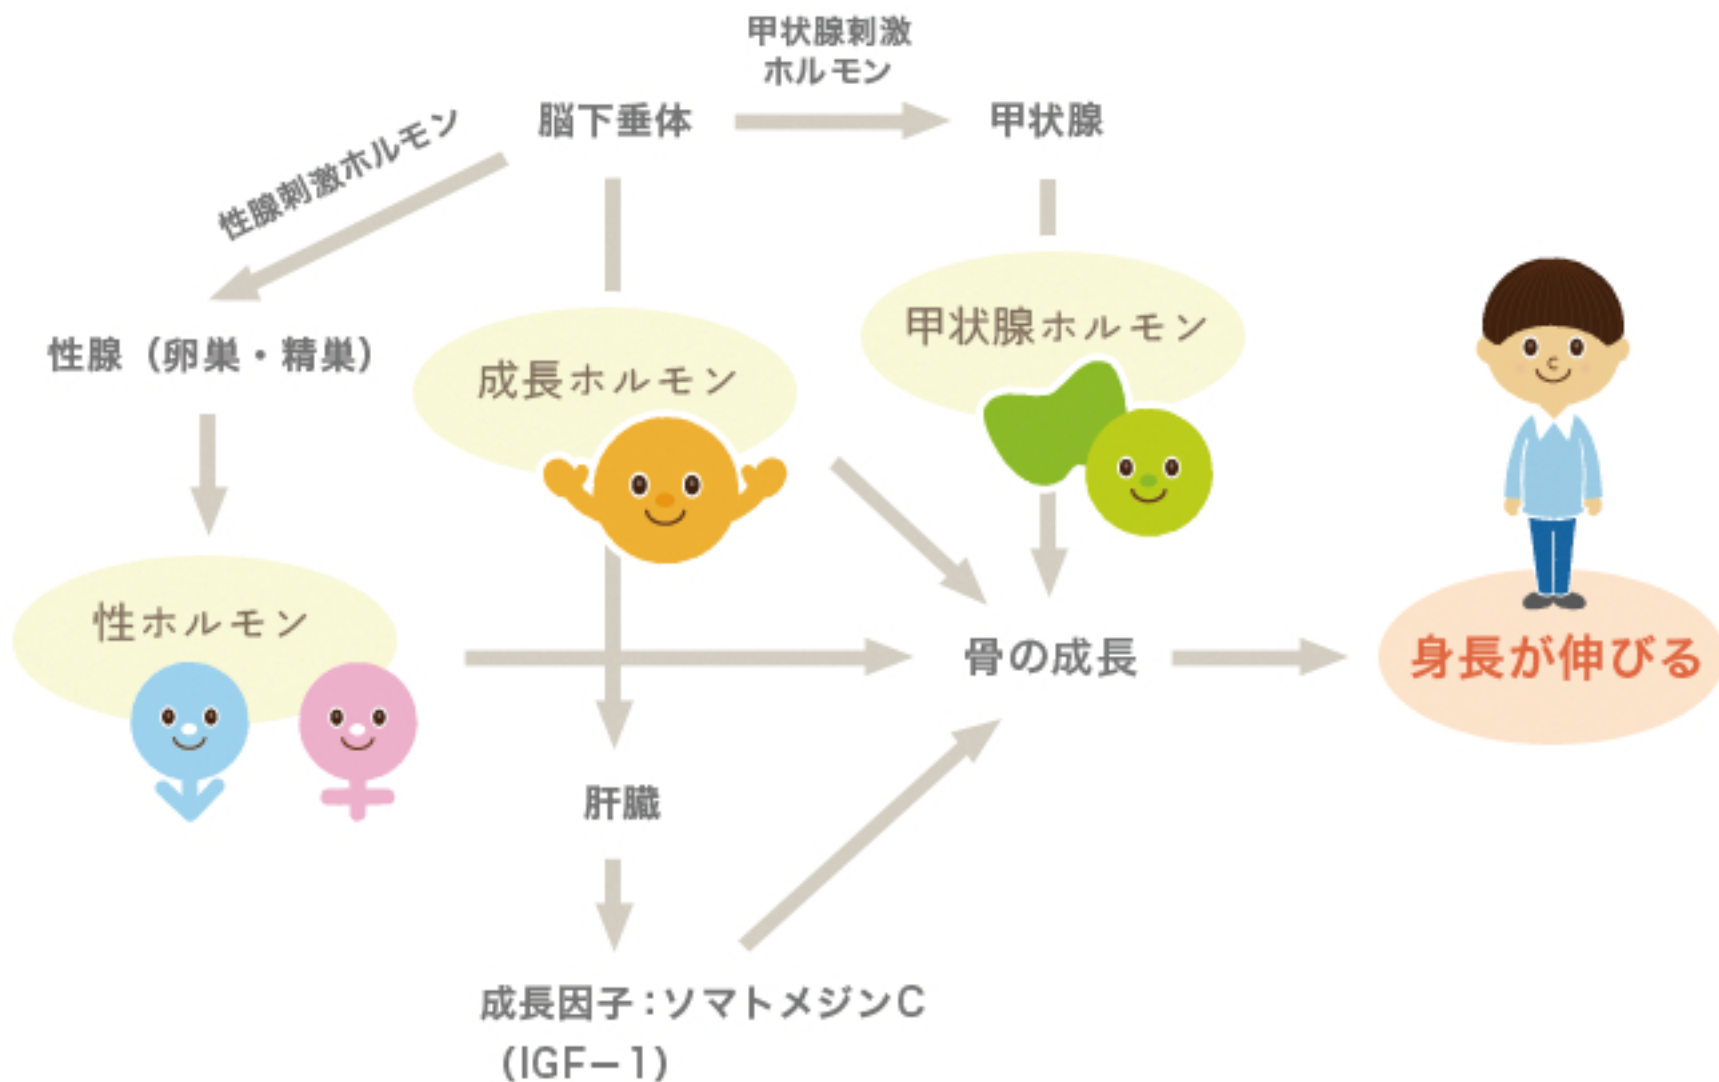 甲状腺刺激
ホルモン
脳下垂体
甲状腺
性腺刺激ホルモン
性腺（卵巣・精巣）
成長ホルモン
甲状腺ホルモン
性ホルモン
骨の成長
身長が伸びる
肝臓
成長因子：ソマトメジンC
(IGF－1)